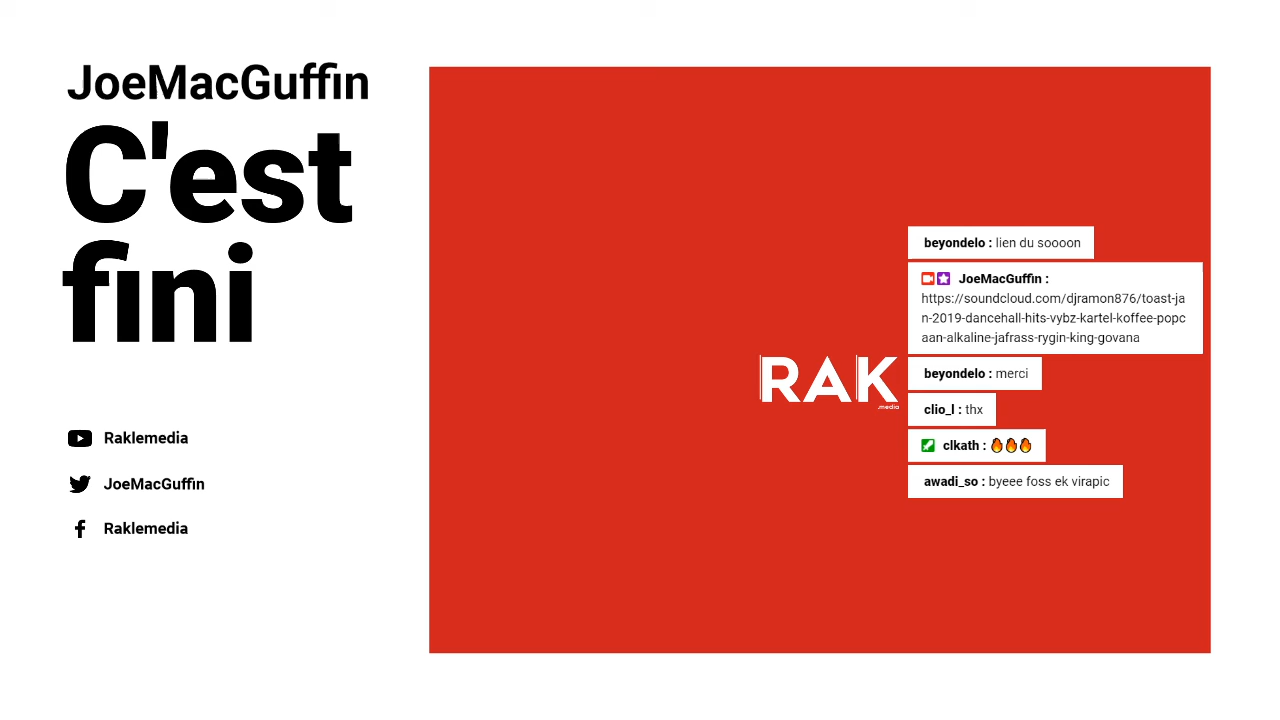 JoeMacGuffin
C'est
fini
Raklemedia
JoeMacGuffin
Raklemedia
RAK
.media
beyondelo : lien du soooon
JoeMacGuffin :
https://soundcloud.com/djramon876/toast-ja
n-2019-dancehall-hits-vybz-kartel-koffee-popc
aan-alkaline-jafrass-rygin-king-govana
beyondelo : merci
clio_l : thx
clkath : 🔥🔥🔥
awadi_so : byeee foss ek virapic